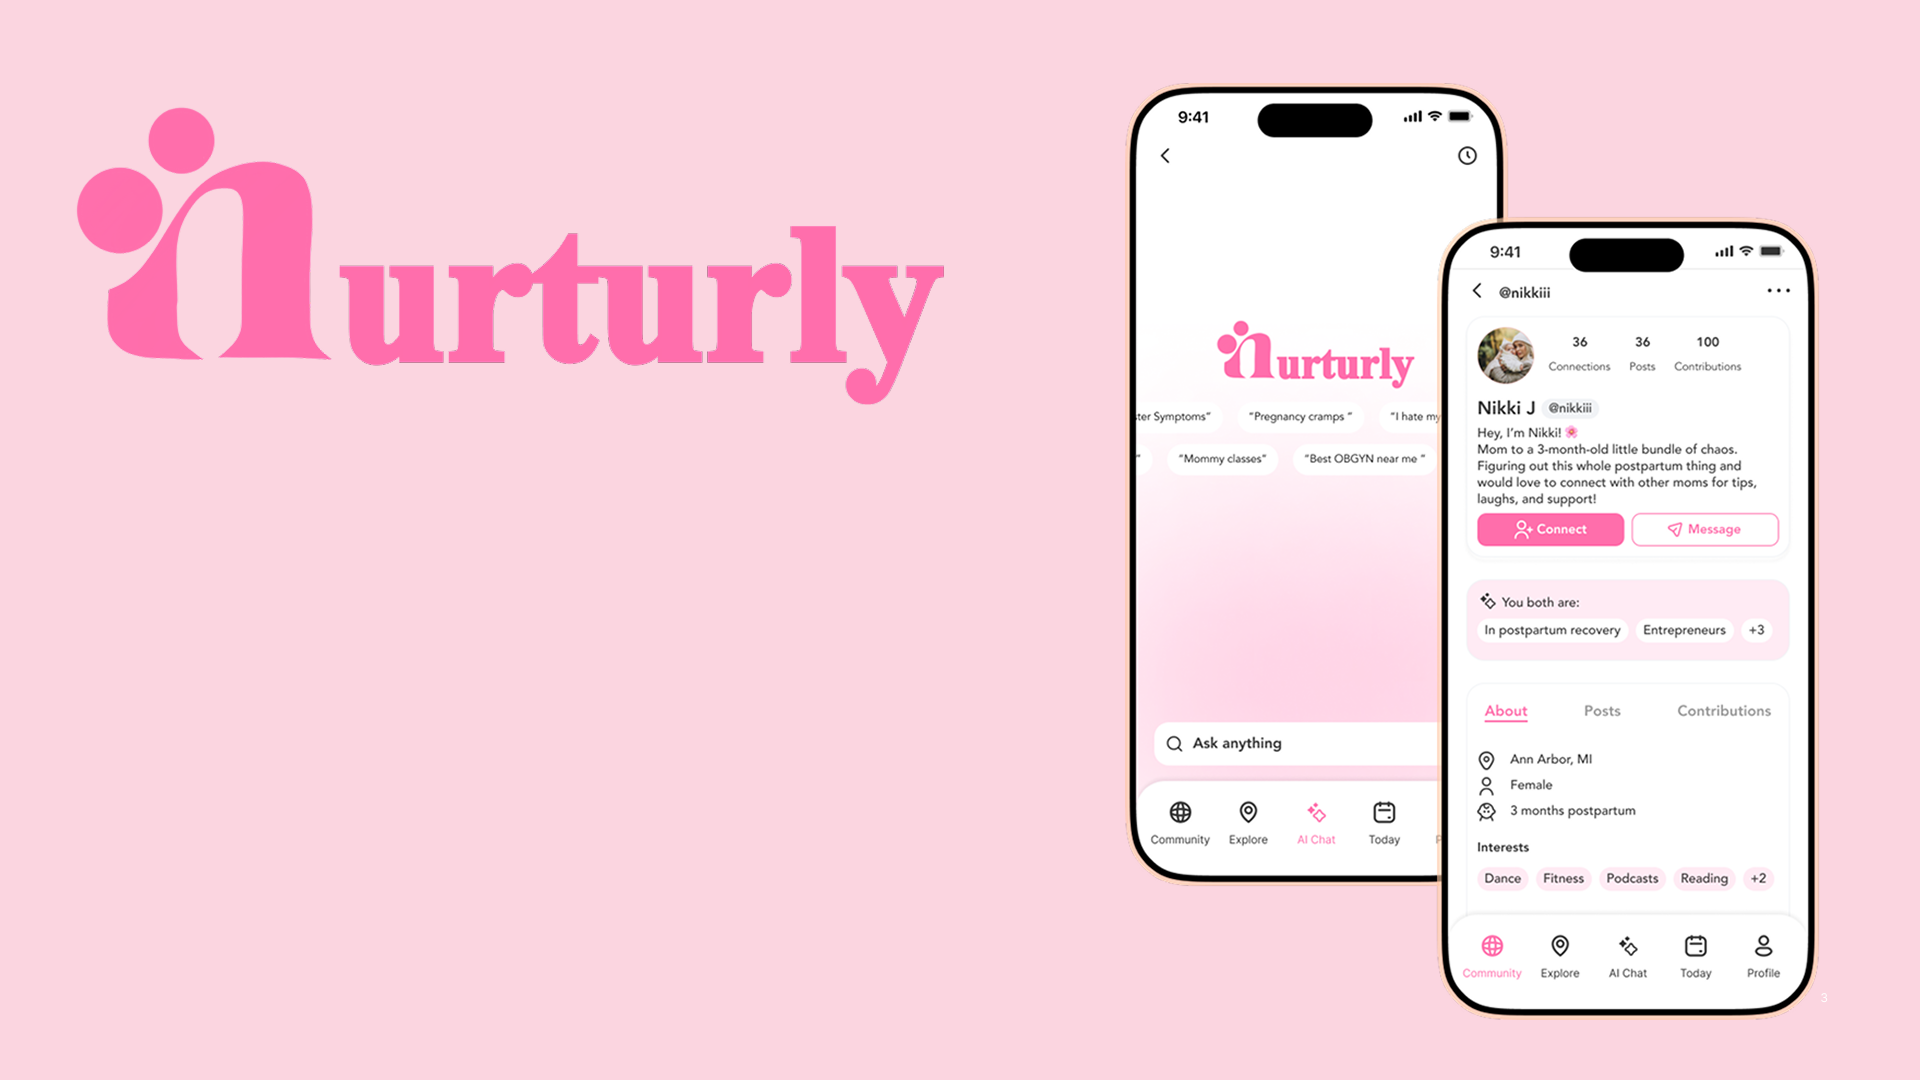 nurturly
9:41
nurturly
ter Symptoms” “Pregnancy cramps ” “I hate my
” “Mommy classes” “Best OBGYN near me ”
Ask anything
Community Explore AI Chat Today
9:41
@nikkiii
36 36 100
Connections Posts Contributions
Nikki J @nikkiii
Hey, I’m Nikki! 🌸
Mom to a 3-month-old little bundle of chaos.
Figuring out this whole postpartum thing and
would love to connect with other moms for tips,
laughs, and support!
Connect Message
You both are:
In postpartum recovery Entrepreneurs +3
About Posts Contributions
Ann Arbor, MI
Female
3 months postpartum
Interests
Dance Fitness Podcasts Reading +2
Community Explore AI Chat Today Profile
3